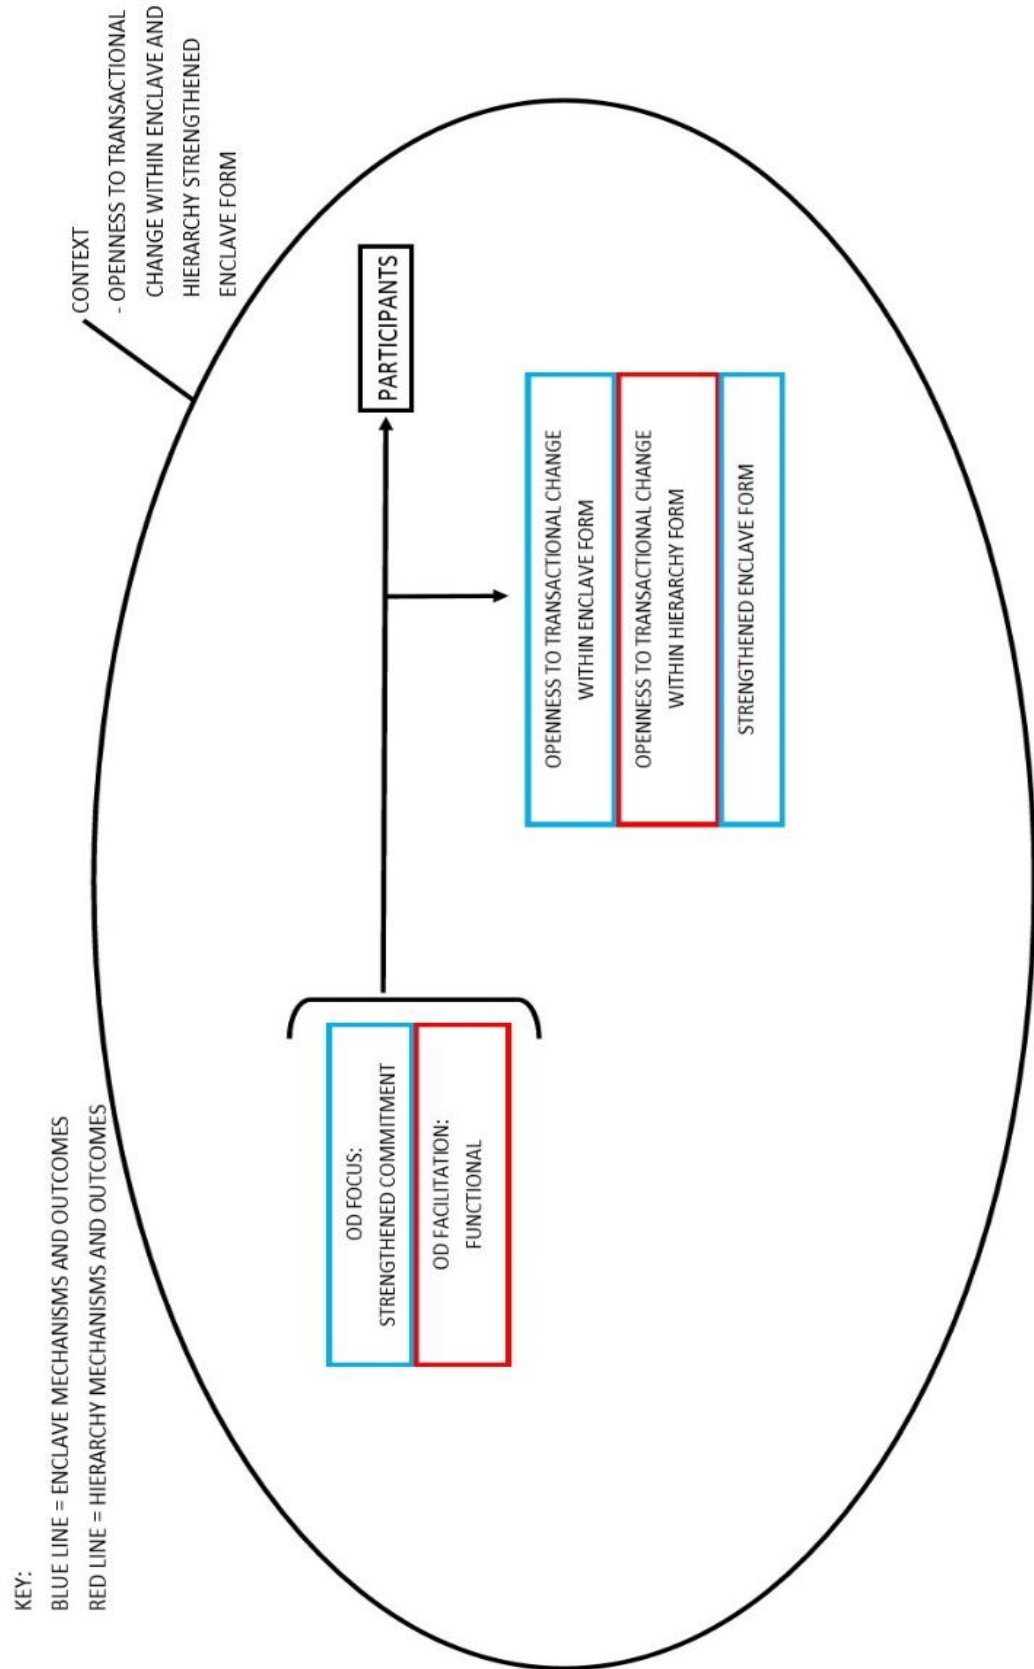 KEY:
BLUE LINE = ENCLAVE MECHANISMS AND OUTCOMES
RED LINE = HIERARCHY MECHANISMS AND OUTCOMES
CONTEXT
- OPENNESS TO TRANSACTIONAL
CHANGE WITHIN ENCLAVE AND
HIERARCHY STRENGTHENED
ENCLAVE FORM
OD FOCUS:
STRENGTHENED COMMITMENT
OD FACILITATION:
FUNCTIONAL
PARTICIPANTS
OPENNESS TO TRANSACTIONAL CHANGE
WITHIN ENCLAVE FORM
OPENNESS TO TRANSACTIONAL CHANGE
WITHIN HIERARCHY FORM
STRENGTHENED ENCLAVE FORM